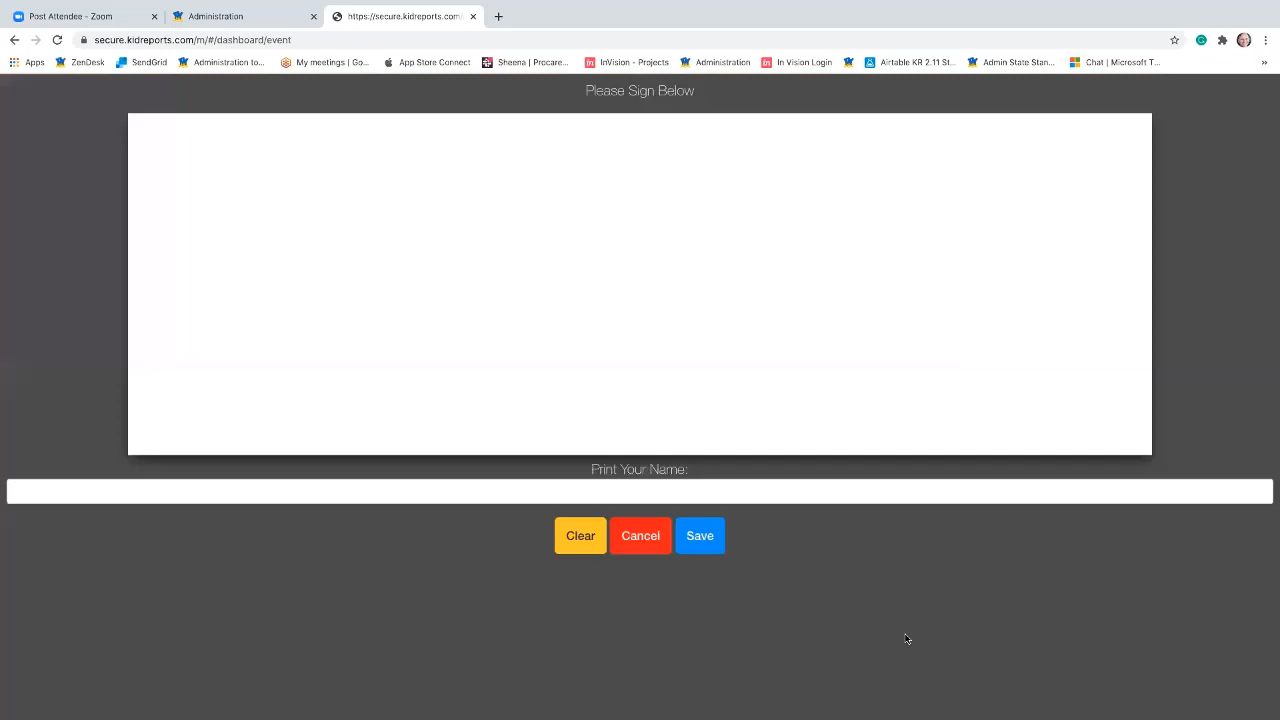 Post Attendee - Zoom
Administration
https://secure.kidreports.com/
secure.kidreports.com/m/#/dashboard/event
Apps
ZenDesk
SendGrid
Administration to...
My meetings | Go...
App Store Connect
Sheena | Procare...
InVision - Projects
Administration
In Vision Login
Airtable KR 2.11 St...
Admin State Stan...
Chat | Microsoft T...
Please Sign Below
Print Your Name:
Clear
Cancel
Save